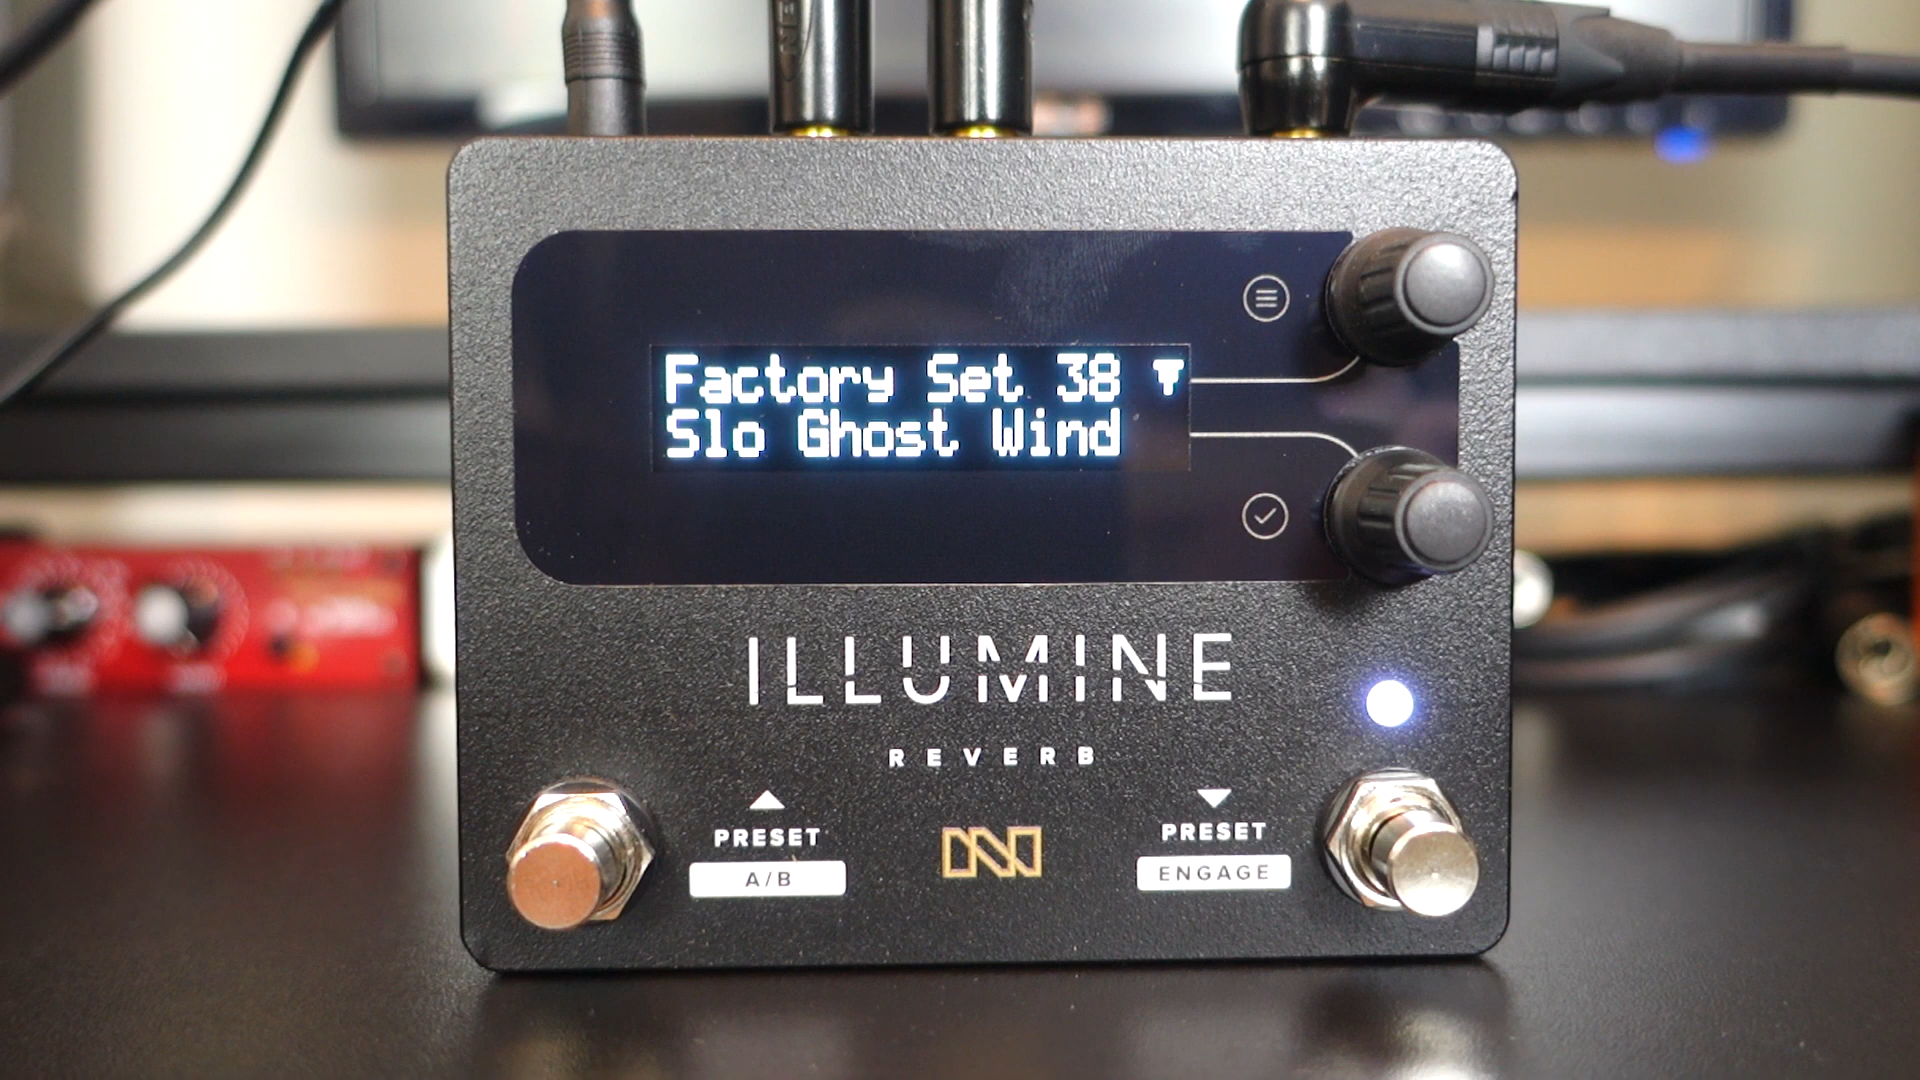 Factory Set 38
Slo Ghost Wind
ILLUMINE
REVERB
PRESET
A/B
PRESET
ENGAGE